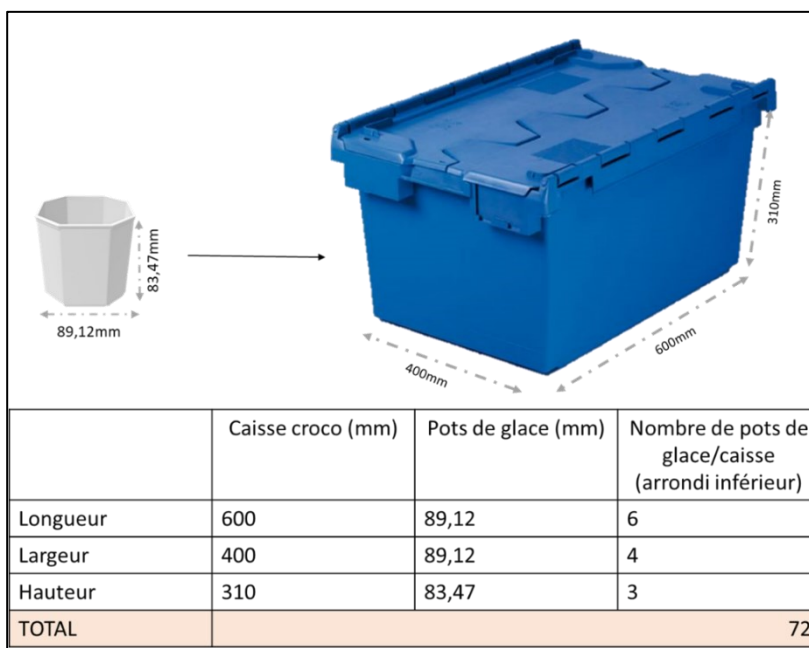 83,47mm
89,12mm
310mm
400mm
600mm
Caisse croco (mm) Pots de glace (mm) Nombre de pots de
glace/caisse
(arrondi inférieur)
Longueur 600 89,12 6
Largeur 400 89,12 4
Hauteur 310 83,47 3
TOTAL 72